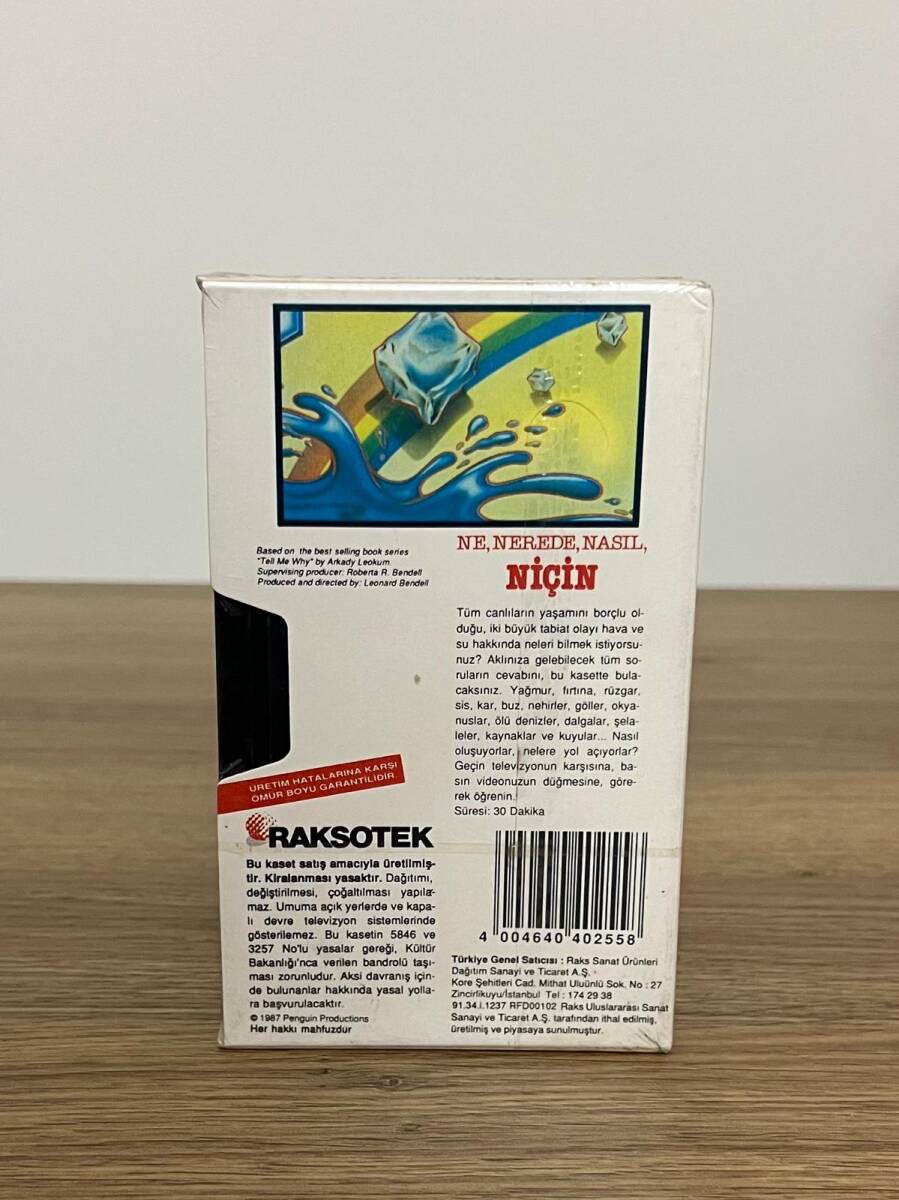 Based on the best selling book series
"Tell Me Why" by Arkady Leokum.
Supervising producer: Roberta R. Bendell
Produced and directed by: Leonard Bendell
NE, NEREDE, NASIL,
NİÇİN
Tüm canlıların yaşamını borçlu ol-
duğu, iki büyük tabiat olayı hava ve
su hakkında neleri bilmek istiyorsu-
nuz? Aklınıza gelebilecek tüm so-
ruların cevabını, bu kasette bula-
caksınız. Yağmur, fırtına, rüzgar,
sis, kar, buz, nehirler, göller, okya-
nuslar, ölü denizler, dalgalar, şela-
leler, kaynaklar ve kuyular... Nasıl
oluşuyorlar, nelere yol açıyorlar?
Geçin televizyonun karşısına, ba-
sın videonuzun düğmesine, göre-
rek öğrenin.
Süresi: 30 Dakika
ÜRETİM HATALARINA KARŞI
ÖMÜR BOYU GARANTİLİDİR
RAKSOTEK
Bu kaset satış amacıyla üretilmiş-
tir. Kiralanması yasaktır. Dağıtımı,
değiştirilmesi, çoğaltılması yapıla-
maz. Umuma açık yerlerde ve kapa-
lı devre televizyon sistemlerinde
gösterilemez. Bu kasetin 5846 ve
3257 No'lu yasalar gereği, Kültür
Bakanlığı'nca verilen bandrolü taşı-
ması zorunludur. Aksi davranış için-
de bulunanlar hakkında yasal yolla-
ra başvurulacaktır.
© 1987 Penguin Productions
Her hakkı mahfuzdur
4 004640 402558
Türkiye Genel Satıcısı : Raks Sanat Ürünleri
Dağıtım Sanayi ve Ticaret A.Ş.
Kore Şehitleri Cad. Mithat Uluünlü Sok. No : 27
Zincirlikuyu/İstanbul Tel : 174 29 38
91.34.İ.1237 RFD00102 Raks Uluslararası Sanat
Sanayi ve Ticaret A.Ş. tarafından ithal edilmiş,
üretilmiş ve piyasaya sunulmuştur.